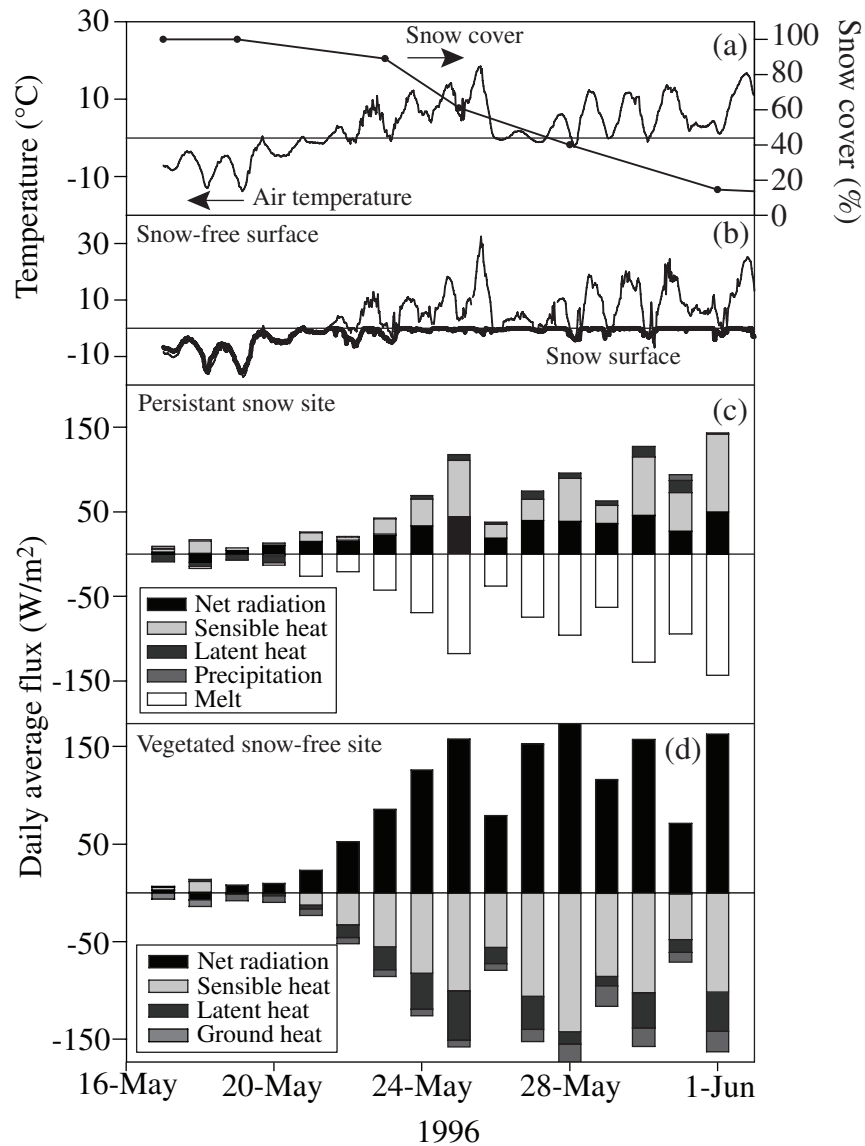 30
10
-10
Temperature (°C)
Snow cover
(a)
100
80
60
40
20
0
Snow cover (%)
Air temperature
Snow-free surface
(b)
30
10
-10
Snow surface
Persistant snow site
(c)
150
50
-50
-150
Daily average flux (W/m²)
Net radiation
Sensible heat
Latent heat
Precipitation
Melt
Vegetated snow-free site
(d)
150
50
-50
-150
Net radiation
Sensible heat
Latent heat
Ground heat
16-May
20-May
24-May
28-May
1-Jun
1996